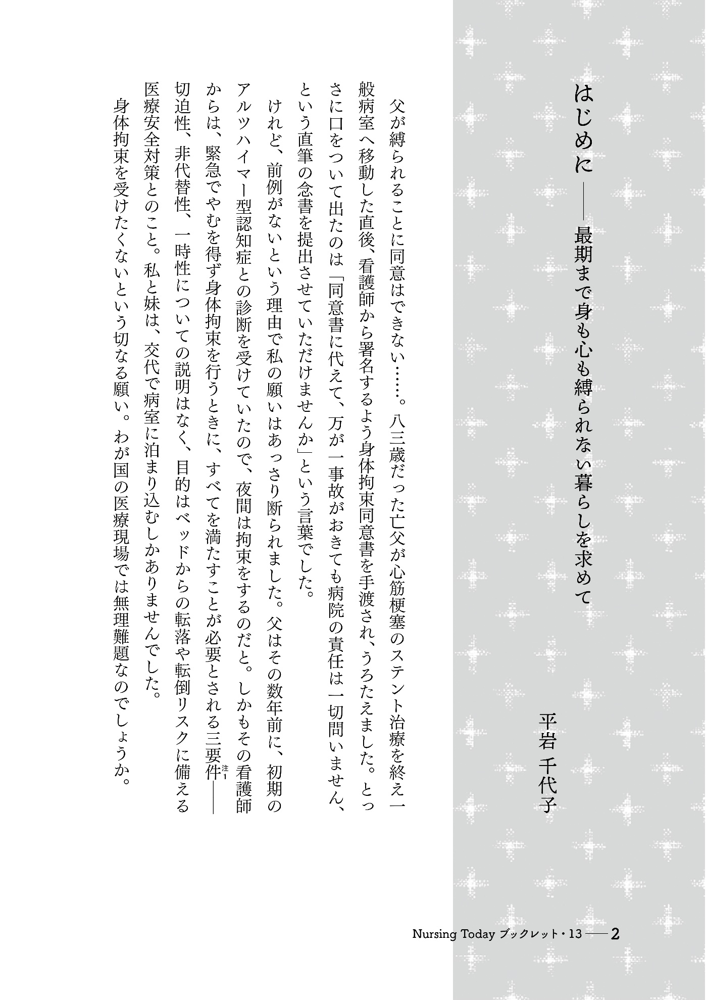 はじめに――最期まで身も心も縛られない暮らしを求めて
平岩 千代子
父が縛られることに同意はできない……。八三歳だった亡父が心筋梗塞のステント治療を終え一
般病室へ移動した直後、看護師から署名するよう身体拘束同意書を手渡され、うろたえました。とっ
さに口をついて出たのは「同意書に代えて、万が一事故がおきても病院の責任は一切問いません、
という直筆の念書を提出させていただけませんか」という言葉でした。
けれど、前例がないという理由で私の願いはあっさり断られました。父はその数年前に、初期の
アルツハイマー型認知症との診断を受けていたので、夜間は拘束をするのだと。しかもその看護師
からは、緊急でやむを得ず身体拘束を行うときに、すべてを満たすことが必要とされる三要件注1――
切迫性、非代替性、一時性についての説明はなく、目的はベッドからの転落や転倒リスクに備える
医療安全対策とのこと。私と妹は、交代で病室に泊まり込むしかありませんでした。
身体拘束を受けたくないという切なる願い。わが国の医療現場では無理難題なのでしょうか。
Nursing Today ブックレット・13――2